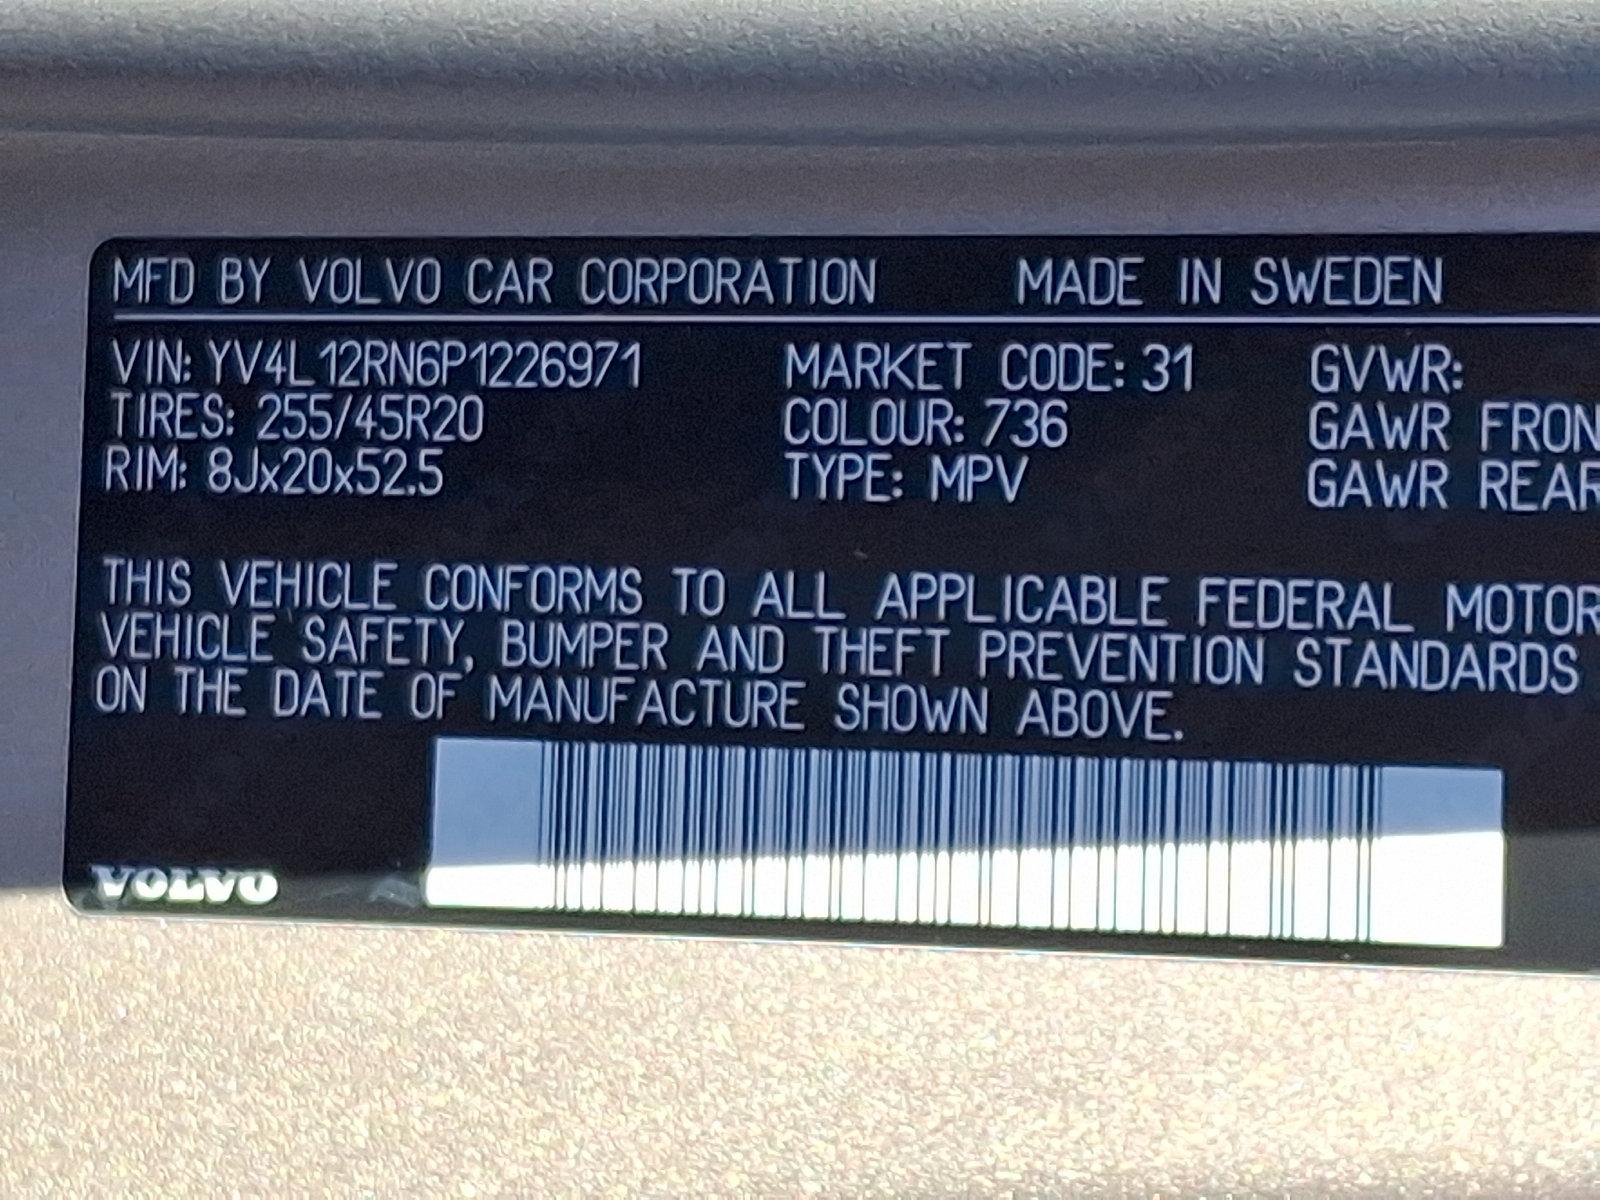 MFD BY VOLVO CAR CORPORATION MADE IN SWEDEN
VIN: YV4L12RN6P1226971 MARKET CODE: 31 GVWR:
TIRES: 255/45R20 COLOUR: 736 GAWR FRON
RIM: 8Jx20x52.5 TYPE: MPV GAWR REAR
THIS VEHICLE CONFORMS TO ALL APPLICABLE FEDERAL MOTOR
VEHICLE SAFETY, BUMPER AND THEFT PREVENTION STANDARDS
ON THE DATE OF MANUFACTURE SHOWN ABOVE.
VOLVO